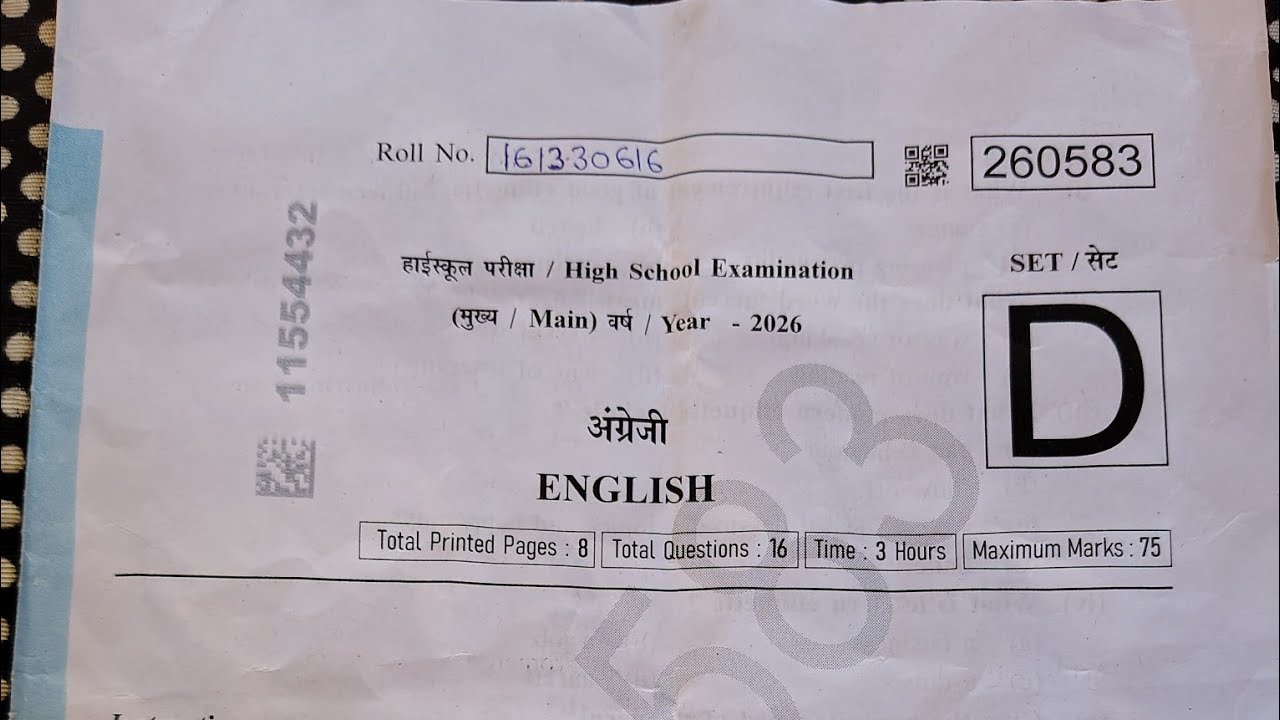 Roll No. 161330616
260583
11554432
हाईस्कूल परीक्षा / High School Examination
SET / सेट
(मुख्य / Main) वर्ष / Year - 2026
D
अंग्रेजी
ENGLISH
Total Printed Pages : 8 Total Questions : 16 Time : 3 Hours Maximum Marks : 75
583